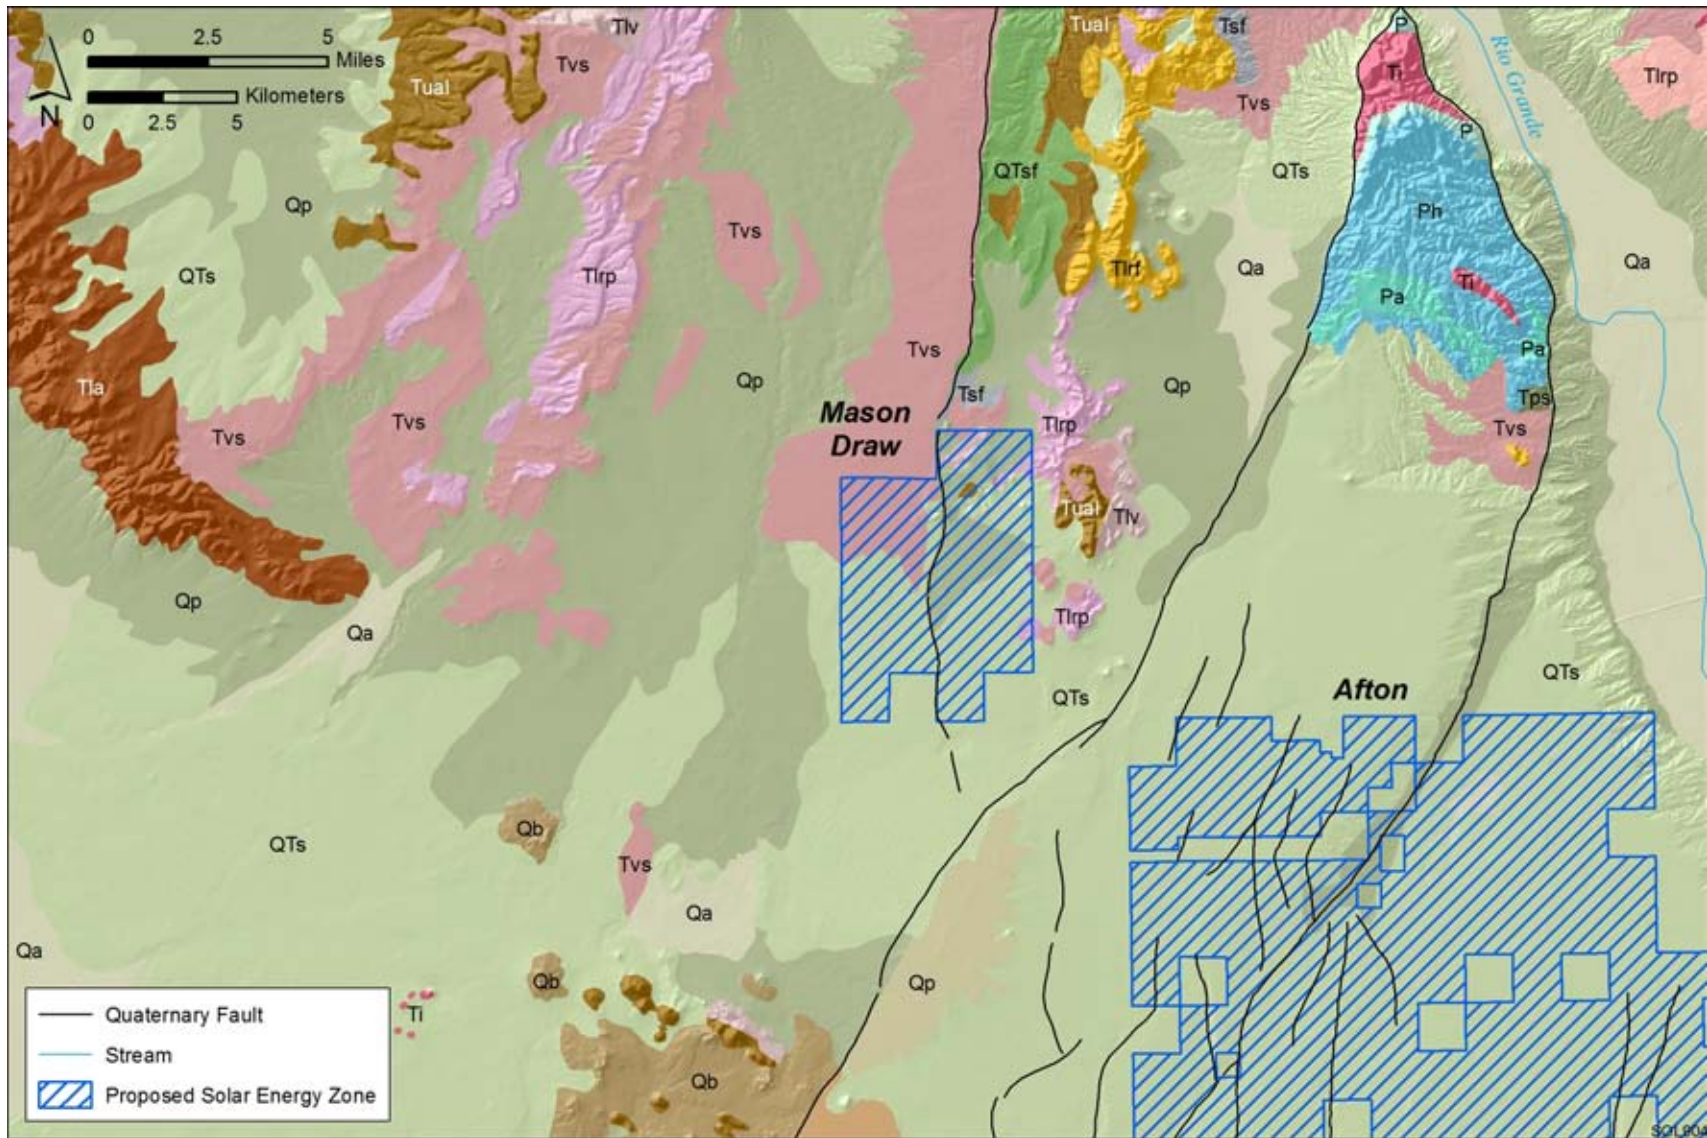 0 2.5 5
Miles
Kilometers
0 2.5 5
N
Tlv
Tvs
Tual
Tual
Tsf
Tvs
P
Ti
Tlrp
Rio Grande
P
Qp
QTsf
QTs
Ph
Tvs
QTs
Tlrp
Tlrf
Qa
Ti
Qa
Pa
Tvs
Pa
Tla
Qp
Tsf
Qp
Tps
Tvs
Tvs
Mason
Draw
Tlrp
Tvs
Tual
Tlv
Qp
Qa
Tlrp
QTs
Afton
QTs
QTs
Qb
Tvs
Qa
Qa
Qb
Qp
Ti
Qb
Quaternary Fault
Stream
Proposed Solar Energy Zone